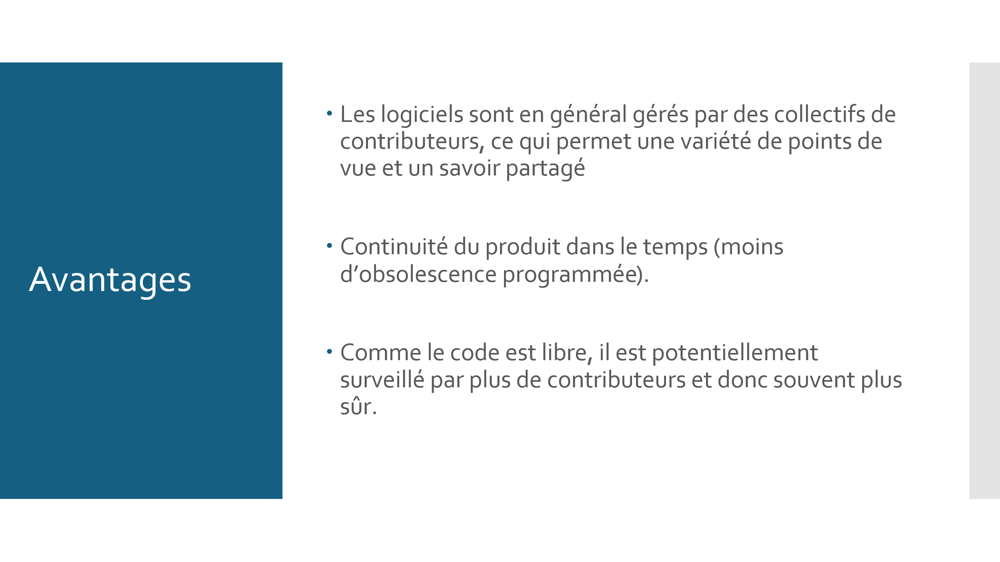 Avantages
• Les logiciels sont en général gérés par des collectifs de
contributeurs, ce qui permet une variété de points de
vue et un savoir partagé
• Continuité du produit dans le temps (moins
d’obsolescence programmée).
• Comme le code est libre, il est potentiellement
surveillé par plus de contributeurs et donc souvent plus
sûr.